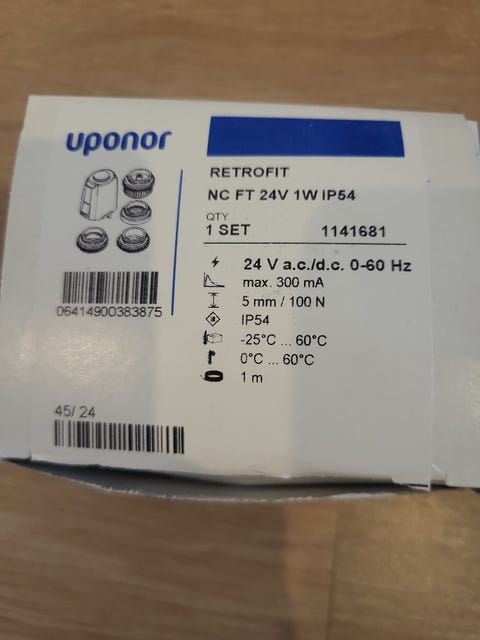 uponor
RETROFIT
NC FT 24V 1W IP54
QTY
1 SET 1141681
24 V a.c./d.c. 0-60 Hz
max. 300 mA
5 mm / 100 N
IP54
-25°C ... 60°C
0°C ... 60°C
1 m
06414900383875
45/ 24